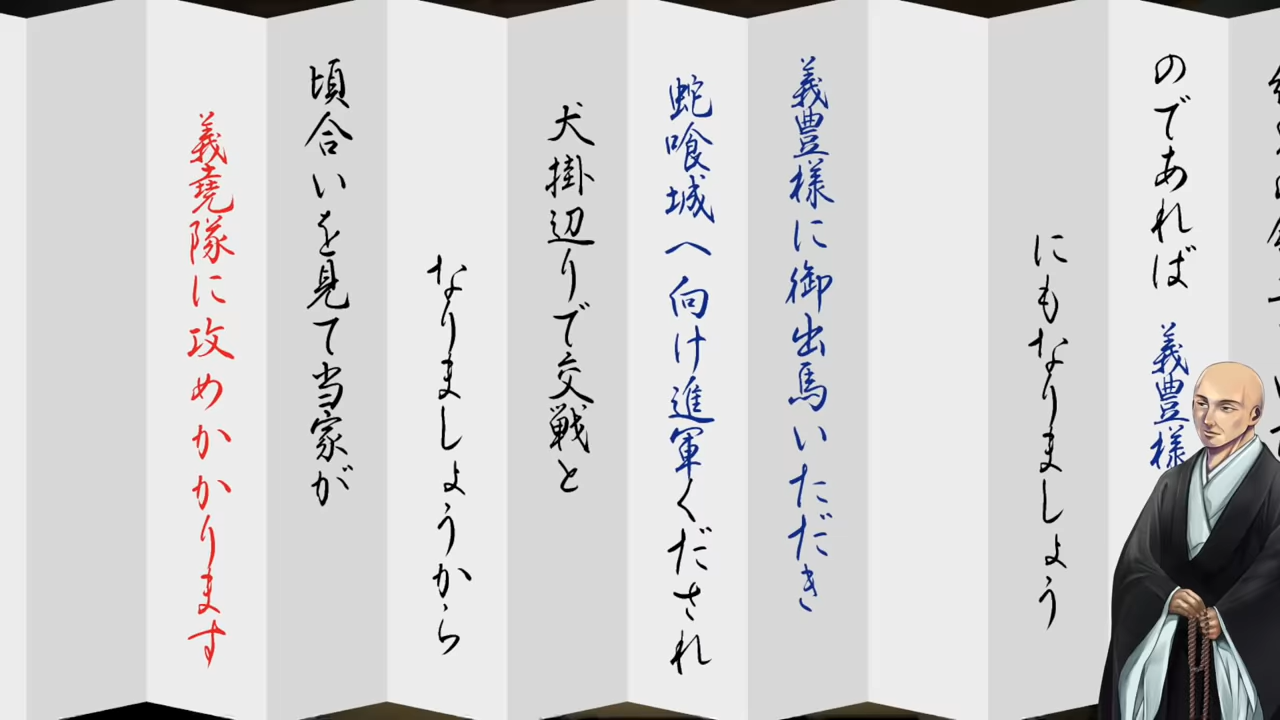 のであれば 義豊様
にもなりましょう
義豊様に御出馬いただき
蛇喰城へ向け進軍くだされ
犬掛辺りで交戦と
なりましょうから
頃合いを見て当家が
義堯隊に攻めかかります